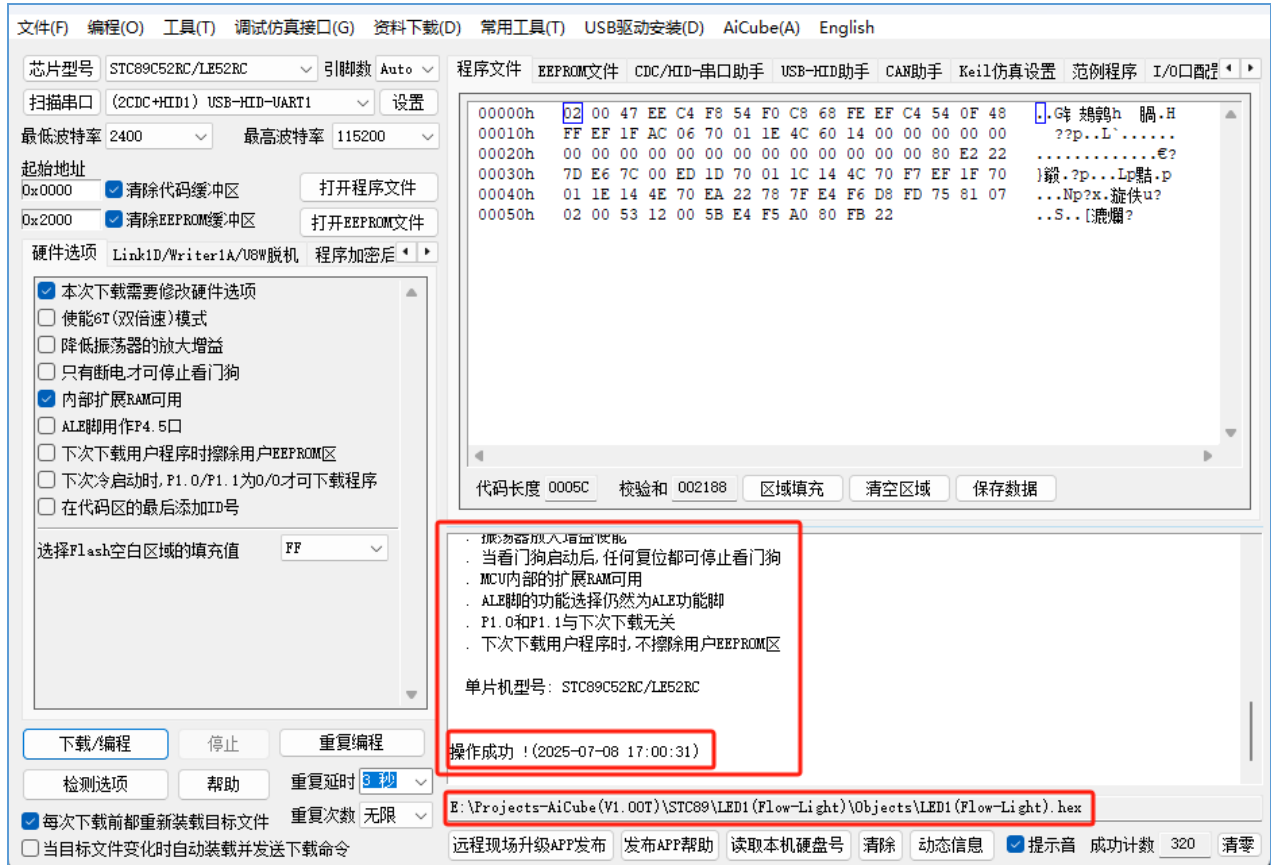 文件(F) 编程(O) 工具(T) 调试仿真接口(G) 资料下载(D) 常用工具(T) USB驱动安装(D) AiCube(A) English
芯片型号 STC89C52RC/LE52RC 引脚数 Auto
扫描串口 (2CDC+HID1) USB-HID-UART1 设置
最低波特率 2400 最高波特率 115200
起始地址
0x0000 清除代码缓冲区 打开程序文件
0x2000 清除EEPROM缓冲区 打开EEPROM文件
硬件选项 Link1D/Writer1A/U8W脱机 程序加密后
本次下载需要修改硬件选项
使能6T(双倍速)模式
降低振荡器的放大增益
只有断电才可停止看门狗
内部扩展RAM可用
ALE脚用作P4.5口
下次下载用户程序时擦除用户EEPROM区
下次冷启动时,P1.0/P1.1为0/0才可下载程序
在代码区的最后添加ID号
选择Flash空白区域的填充值 FF
下载/编程 停止 重复编程
检测选项 帮助 重复延时 3 秒
每次下载前都重新装载目标文件 重复次数 无限
当目标文件变化时自动装载并发送下载命令
程序文件 EEPROM文件 CDC/HID-串口助手 USB-HID助手 CAN助手 Keil仿真设置 范例程序 I/O口配
00000h 02 00 47 EE C4 F8 54 F0 C8 68 FE EF C4 54 0F 48
00010h FF EF 1F AC 06 70 01 1E 4C 60 14 00 00 00 00 00 ??p..L`......
00020h 00 00 00 00 00 00 00 00 00 00 00 00 00 80 E2 22 .............€?
00030h 7D E6 7C 00 ED 1D 70 01 1C 14 4C 70 F7 EF 1F 70
00040h 01 1E 14 4E 70 EA 22 78 7F E4 F6 D8 FD 75 81 07
00050h 02 00 53 12 00 5B E4 F5 A0 80 FB 22
代码长度 0005C 校验和 002188 区域填充 清空区域 保存数据
. 振荡器放大增益使能
. 当看门狗启动后,任何复位都可停止看门狗
. MCU内部的扩展RAM可用
. ALE脚的功能选择仍然为ALE功能脚
. P1.0和P1.1与下次下载无关
. 下次下载用户程序时,不擦除用户EEPROM区
单片机型号: STC89C52RC/LE52RC
操作成功 !(2025-07-08 17:00:31)
E:\Projects-AiCube(V1.00T)\STC89\LED1(Flow-Light)\Objects\LED1(Flow-Light).hex
远程现场升级APP发布 发布APP帮助 读取本机硬盘号 清除 动态信息 提示音 成功计数 320 清零